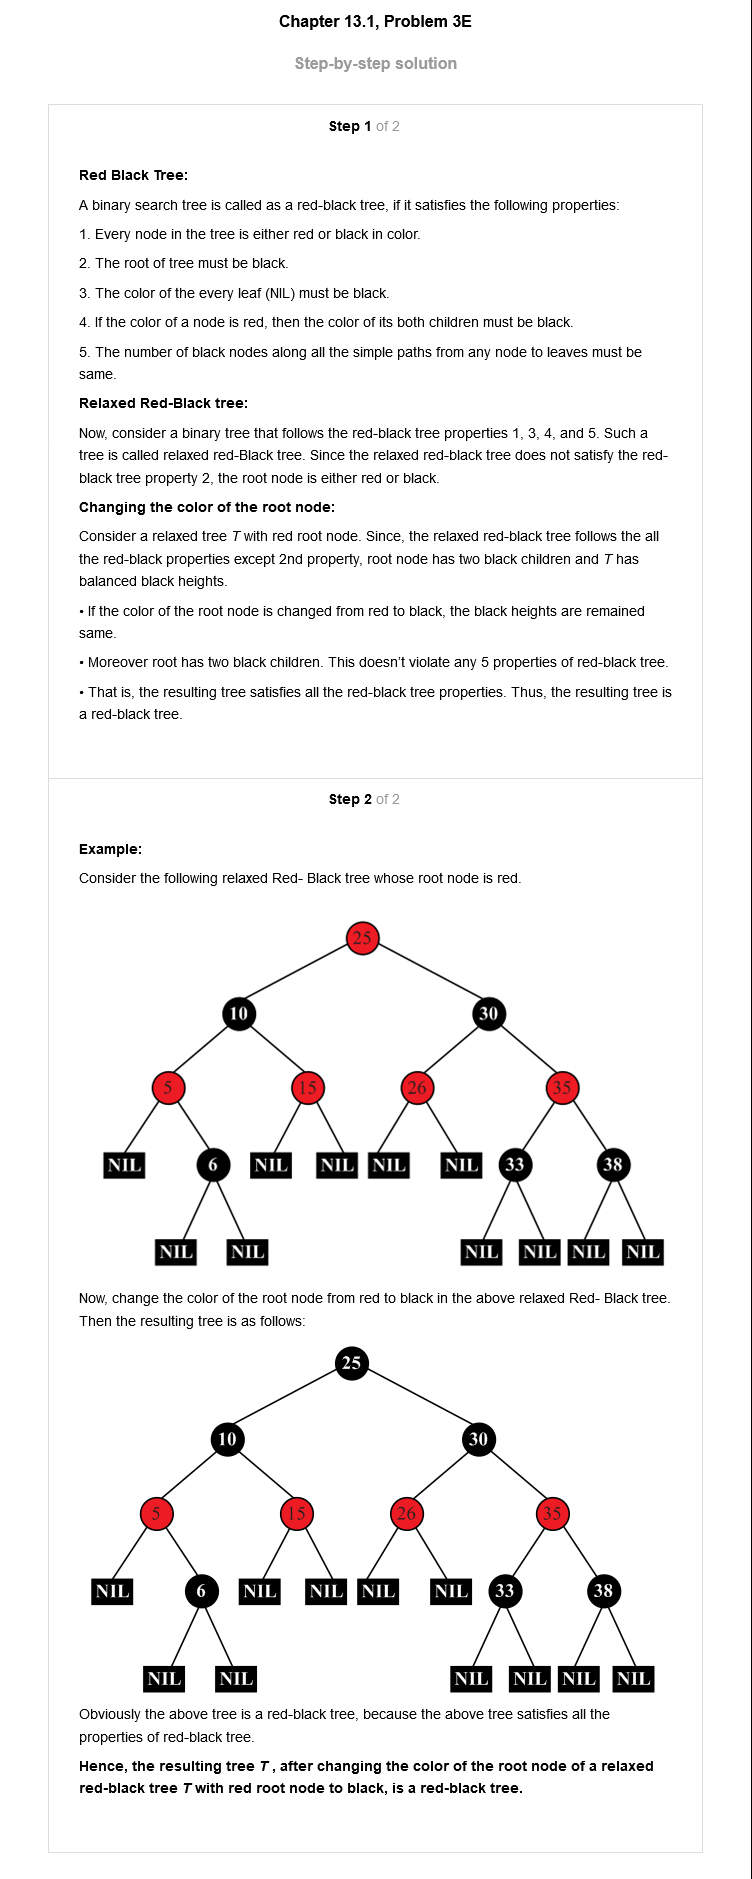 Chapter 13.1, Problem 3E
Step-by-step solution
Step 1 of 2
Red Black Tree:
A binary search tree is called as a red-black tree, if it satisfies the following properties:
1. Every node in the tree is either red or black in color.
2. The root of tree must be black.
3. The color of the every leaf (NIL) must be black.
4. If the color of a node is red, then the color of its both children must be black.
5. The number of black nodes along all the simple paths from any node to leaves must be
same.
Relaxed Red-Black tree:
Now, consider a binary tree that follows the red-black tree properties 1, 3, 4, and 5. Such a
tree is called relaxed red-Black tree. Since the relaxed red-black tree does not satisfy the red-
black tree property 2, the root node is either red or black.
Changing the color of the root node:
Consider a relaxed tree T with red root node. Since, the relaxed red-black tree follows the all
the red-black properties except 2nd property, root node has two black children and T has
balanced black heights.
• If the color of the root node is changed from red to black, the black heights are remained
same.
• Moreover root has two black children. This doesn't violate any 5 properties of red-black tree.
• That is, the resulting tree satisfies all the red-black tree properties. Thus, the resulting tree is
a red-black tree.
Step 2 of 2
Example:
Consider the following relaxed Red- Black tree whose root node is red.
25
10 30
5 15 26 35
NIL 6 NIL NIL NIL NIL 33 38
NIL NIL NIL NIL NIL NIL
Now, change the color of the root node from red to black in the above relaxed Red- Black tree.
Then the resulting tree is as follows:
25
10 30
5 15 26 35
NIL 6 NIL NIL NIL NIL 33 38
NIL NIL NIL NIL NIL NIL
Obviously the above tree is a red-black tree, because the above tree satisfies all the
properties of red-black tree.
Hence, the resulting tree T , after changing the color of the root node of a relaxed
red-black tree T with red root node to black, is a red-black tree.